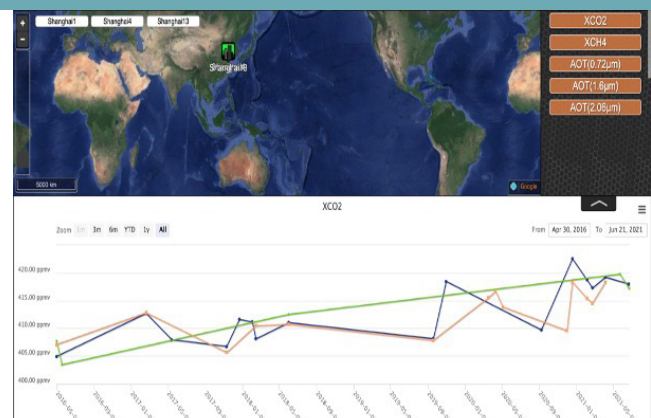 +
Shanghai1 Shanghai4 Shanghai13
-
XCO2
XCH4
AOT(0.72μm)
AOT(1.6μm)
AOT(2.06μm)
5000 km
Google
XCO2
Zoom 1m 3m 6m YTD 1y All
From Apr 30, 2016 To Jun 21, 2021
420.00 ppmv
415.00 ppmv
410.00 ppmv
405.00 ppmv
400.00 ppmv